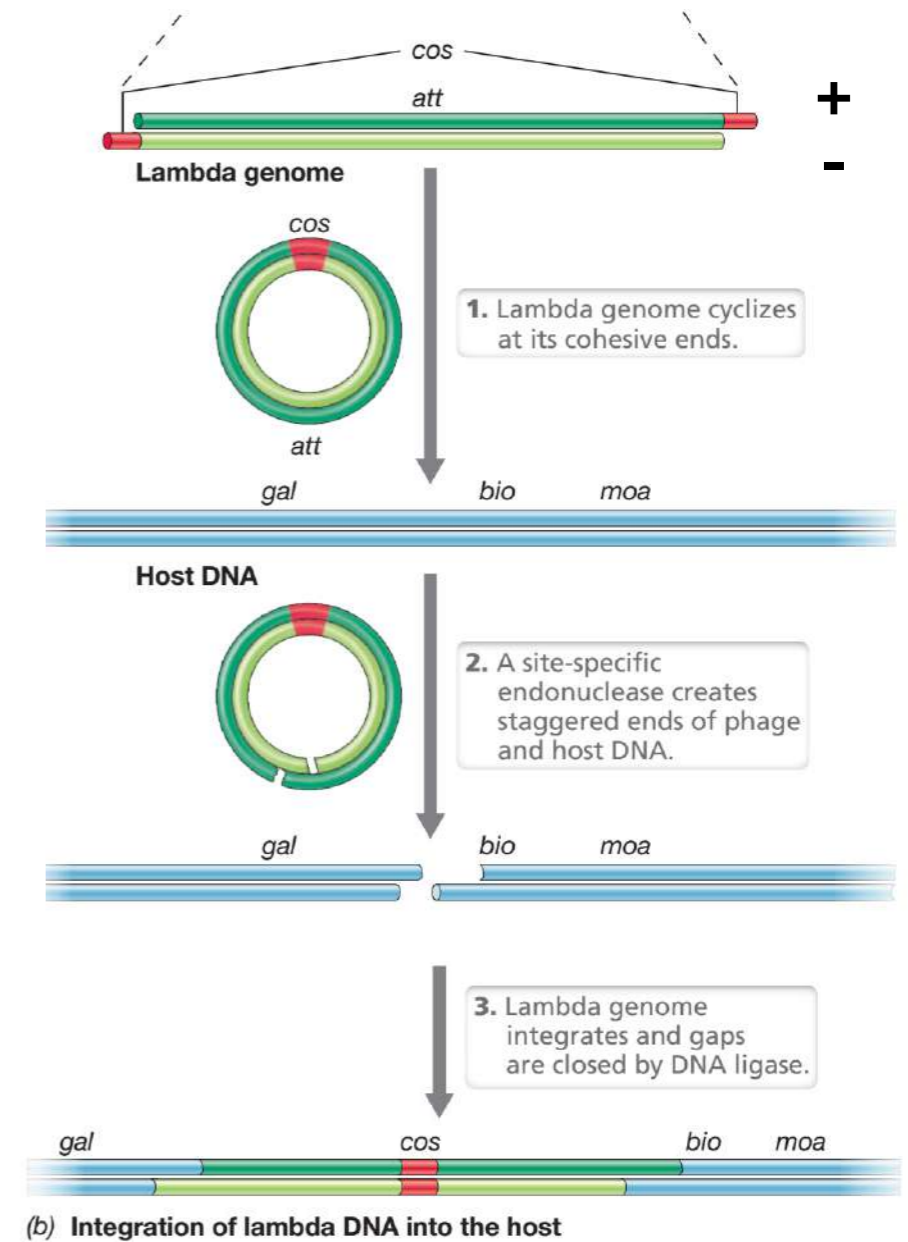 cos
att
+
-
Lambda genome
cos
1. Lambda genome cyclizes
at its cohesive ends.
att
gal bio moa
Host DNA
2. A site-specific
endonuclease creates
staggered ends of phage
and host DNA.
gal bio moa
3. Lambda genome
integrates and gaps
are closed by DNA ligase.
gal cos bio moa
(b) Integration of lambda DNA into the host